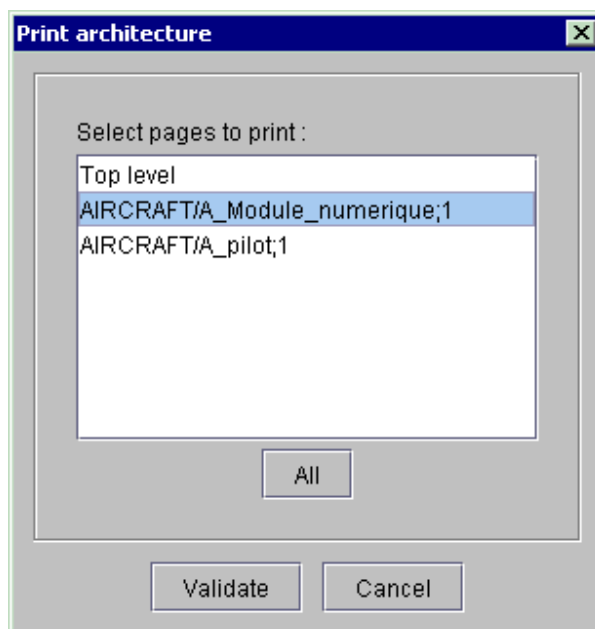 Print architecture
Select pages to print :
Top level
AIRCRAFT/A_Module_numerique;1
AIRCRAFT/A_pilot;1
All
Validate Cancel